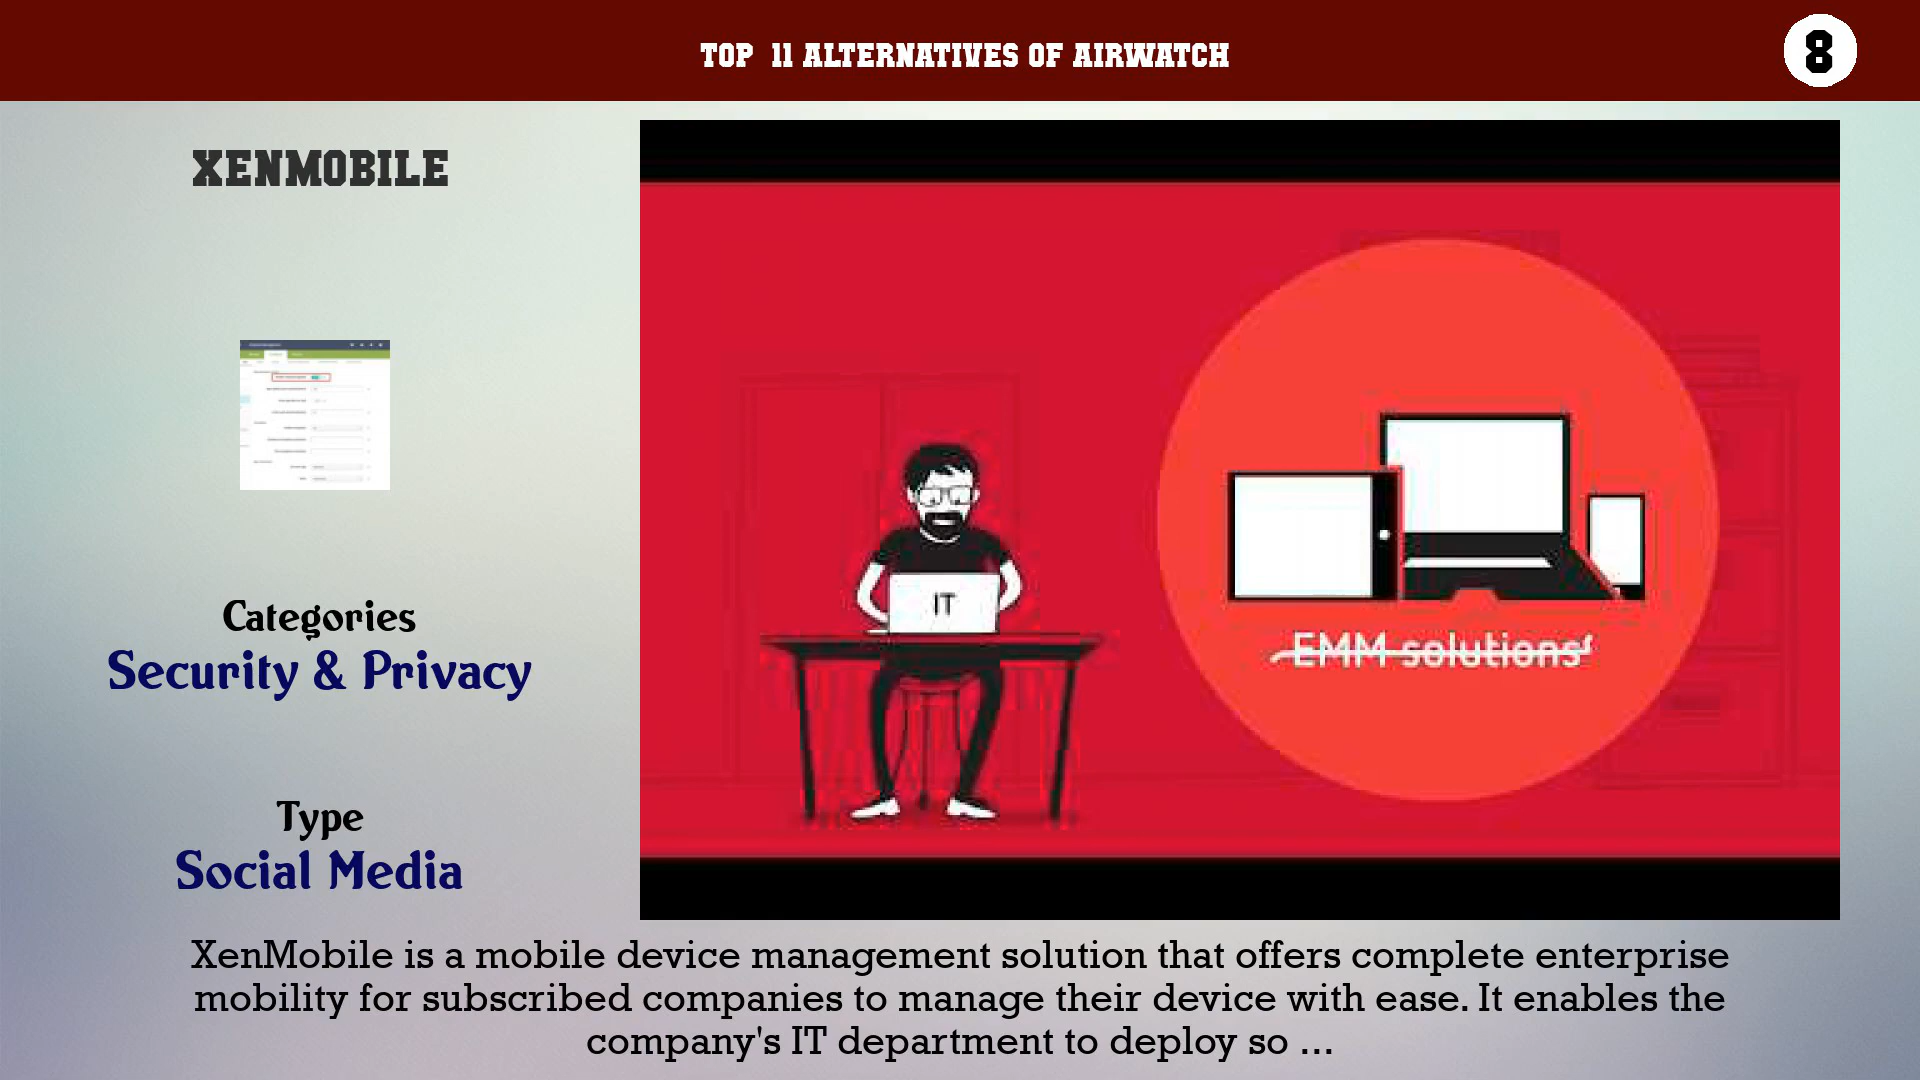 TOP 11 ALTERNATIVES OF AIRWATCH
8
XENMOBILE
IT
EMM solutions
Categories
Security & Privacy
Type
Social Media
XenMobile is a mobile device management solution that offers complete enterprise
mobility for subscribed companies to manage their device with ease. It enables the
company's IT department to deploy so ...